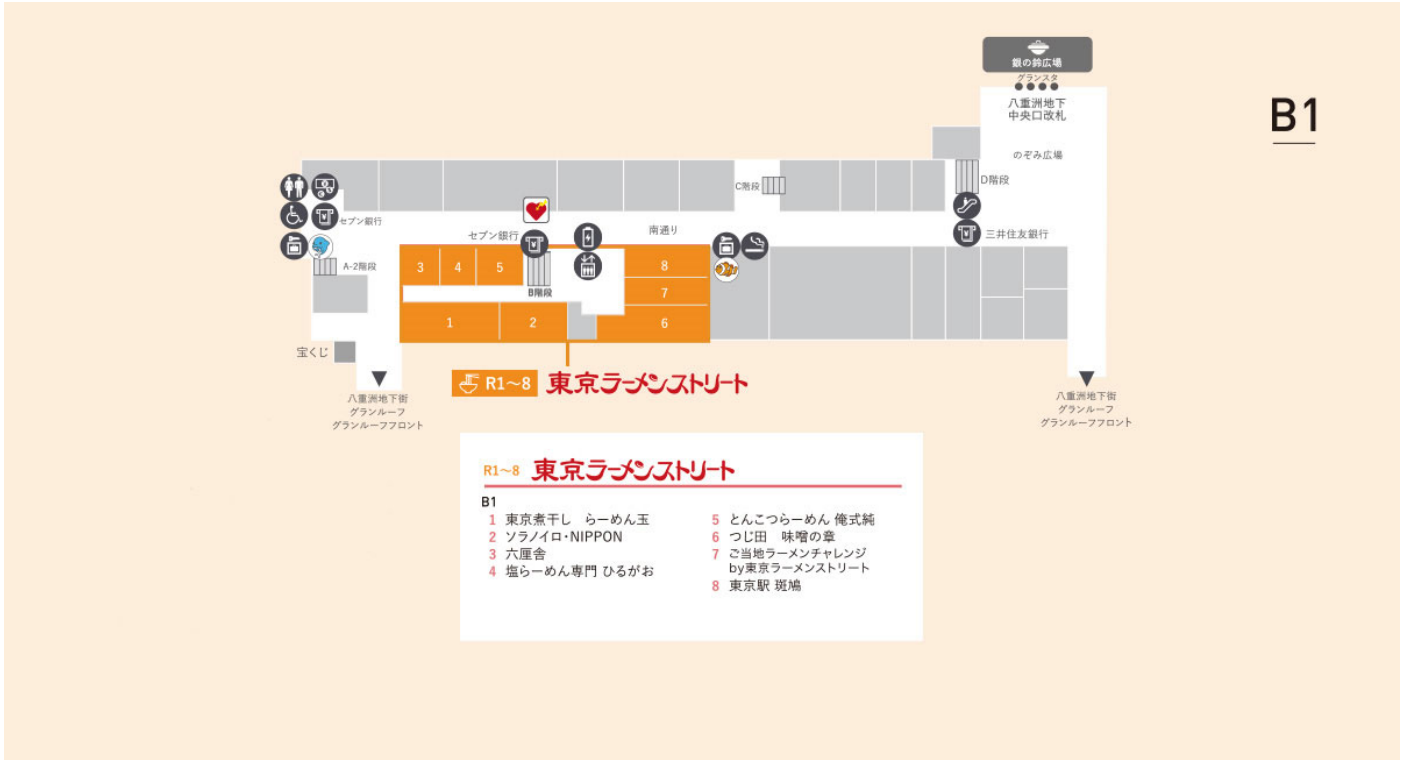 銀の鈴広場
グランスタ
八重洲地下
中央口改札
B1
のぞみ広場
C階段
D階段
セブン銀行
セブン銀行
南通り
三井住友銀行
A-2階段
3 4 5
B階段
8
7
1 2 6
宝くじ
R1〜8 東京ラーメンストリート
八重洲地下街
グランルーフ
グランルーフフロント
八重洲地下街
グランルーフ
グランルーフフロント
R1〜8 東京ラーメンストリート
B1
1 東京煮干し らーめん玉
2 ソラノイロ・NIPPON
3 六厘舎
4 塩らーめん専門 ひるがお
5 とんこつらーめん 俺式純
6 つじ田 味噌の章
7 ご当地ラーメンチャレンジ
by東京ラーメンストリート
8 東京駅 斑鳩